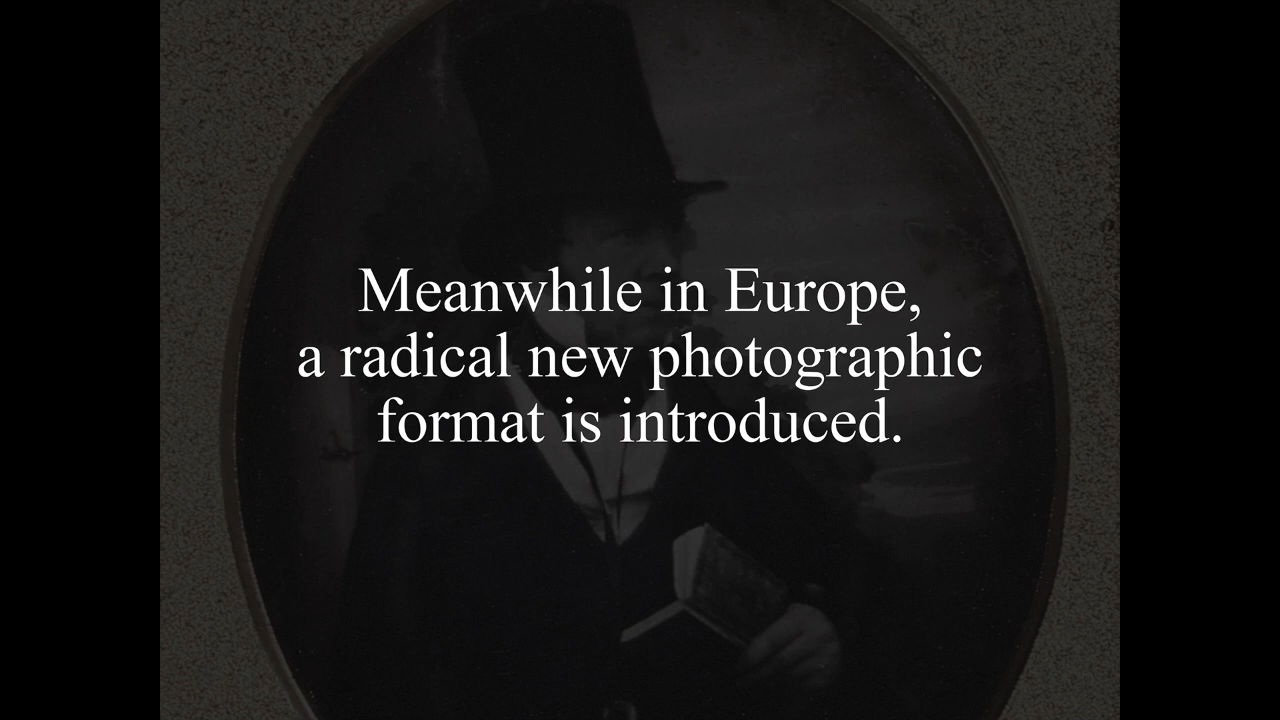 Meanwhile in Europe,
a radical new photographic
format is introduced.